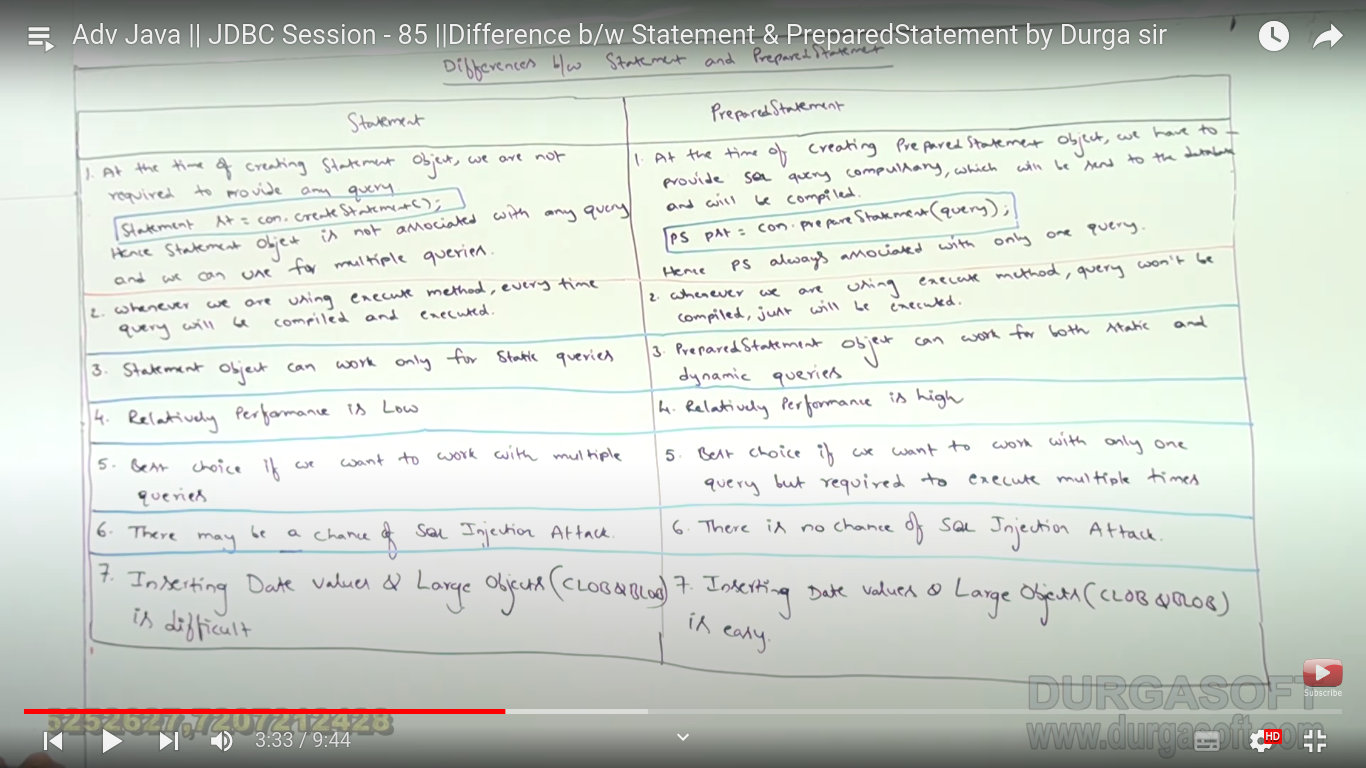 Adv Java || JDBC Session - 85 ||Difference b/w Statement & PreparedStatement by Durga sir
Differences b/w Statement and PreparedStatement
Statement
1. At the time of creating Statement Object, we are not
required to provide any query
Statement st = con.createStatement();
Hence Statement Object is not associated with any query
and we can use for multiple queries.
2. whenever we are using execute method, every time
query will be compiled and executed.
3. Statement Object can work only for Static queries
4. Relatively Performance is Low
5. Best choice if we want to work with multiple
queries
6. There may be a chance of SQL Injection Attack.
7. Inserting Date values & Large Objects (CLOB & BLOB)
is difficult
PreparedStatement
1. At the time of creating PreparedStatement Object, we have to
provide SQL query compulsary, which will be send to the database
and will be compiled.
PS pst = con.prepareStatement(query);
Hence PS always associated with only one query.
2. whenever we are using execute method, query won't be
compiled, just will be executed.
3. PreparedStatement Object can work for both static and
dynamic queries
4. Relatively Performance is high
5. Best choice if we want to work with only one
query but required to execute multiple times
6. There is no chance of SQL Injection Attack.
7. Inserting Date values & Large Objects (CLOB & BLOB)
is easy.
Subscribe
DURGASOFT
www.durgasoft.com
5252627,7207212428
3:33 / 9:44
HD